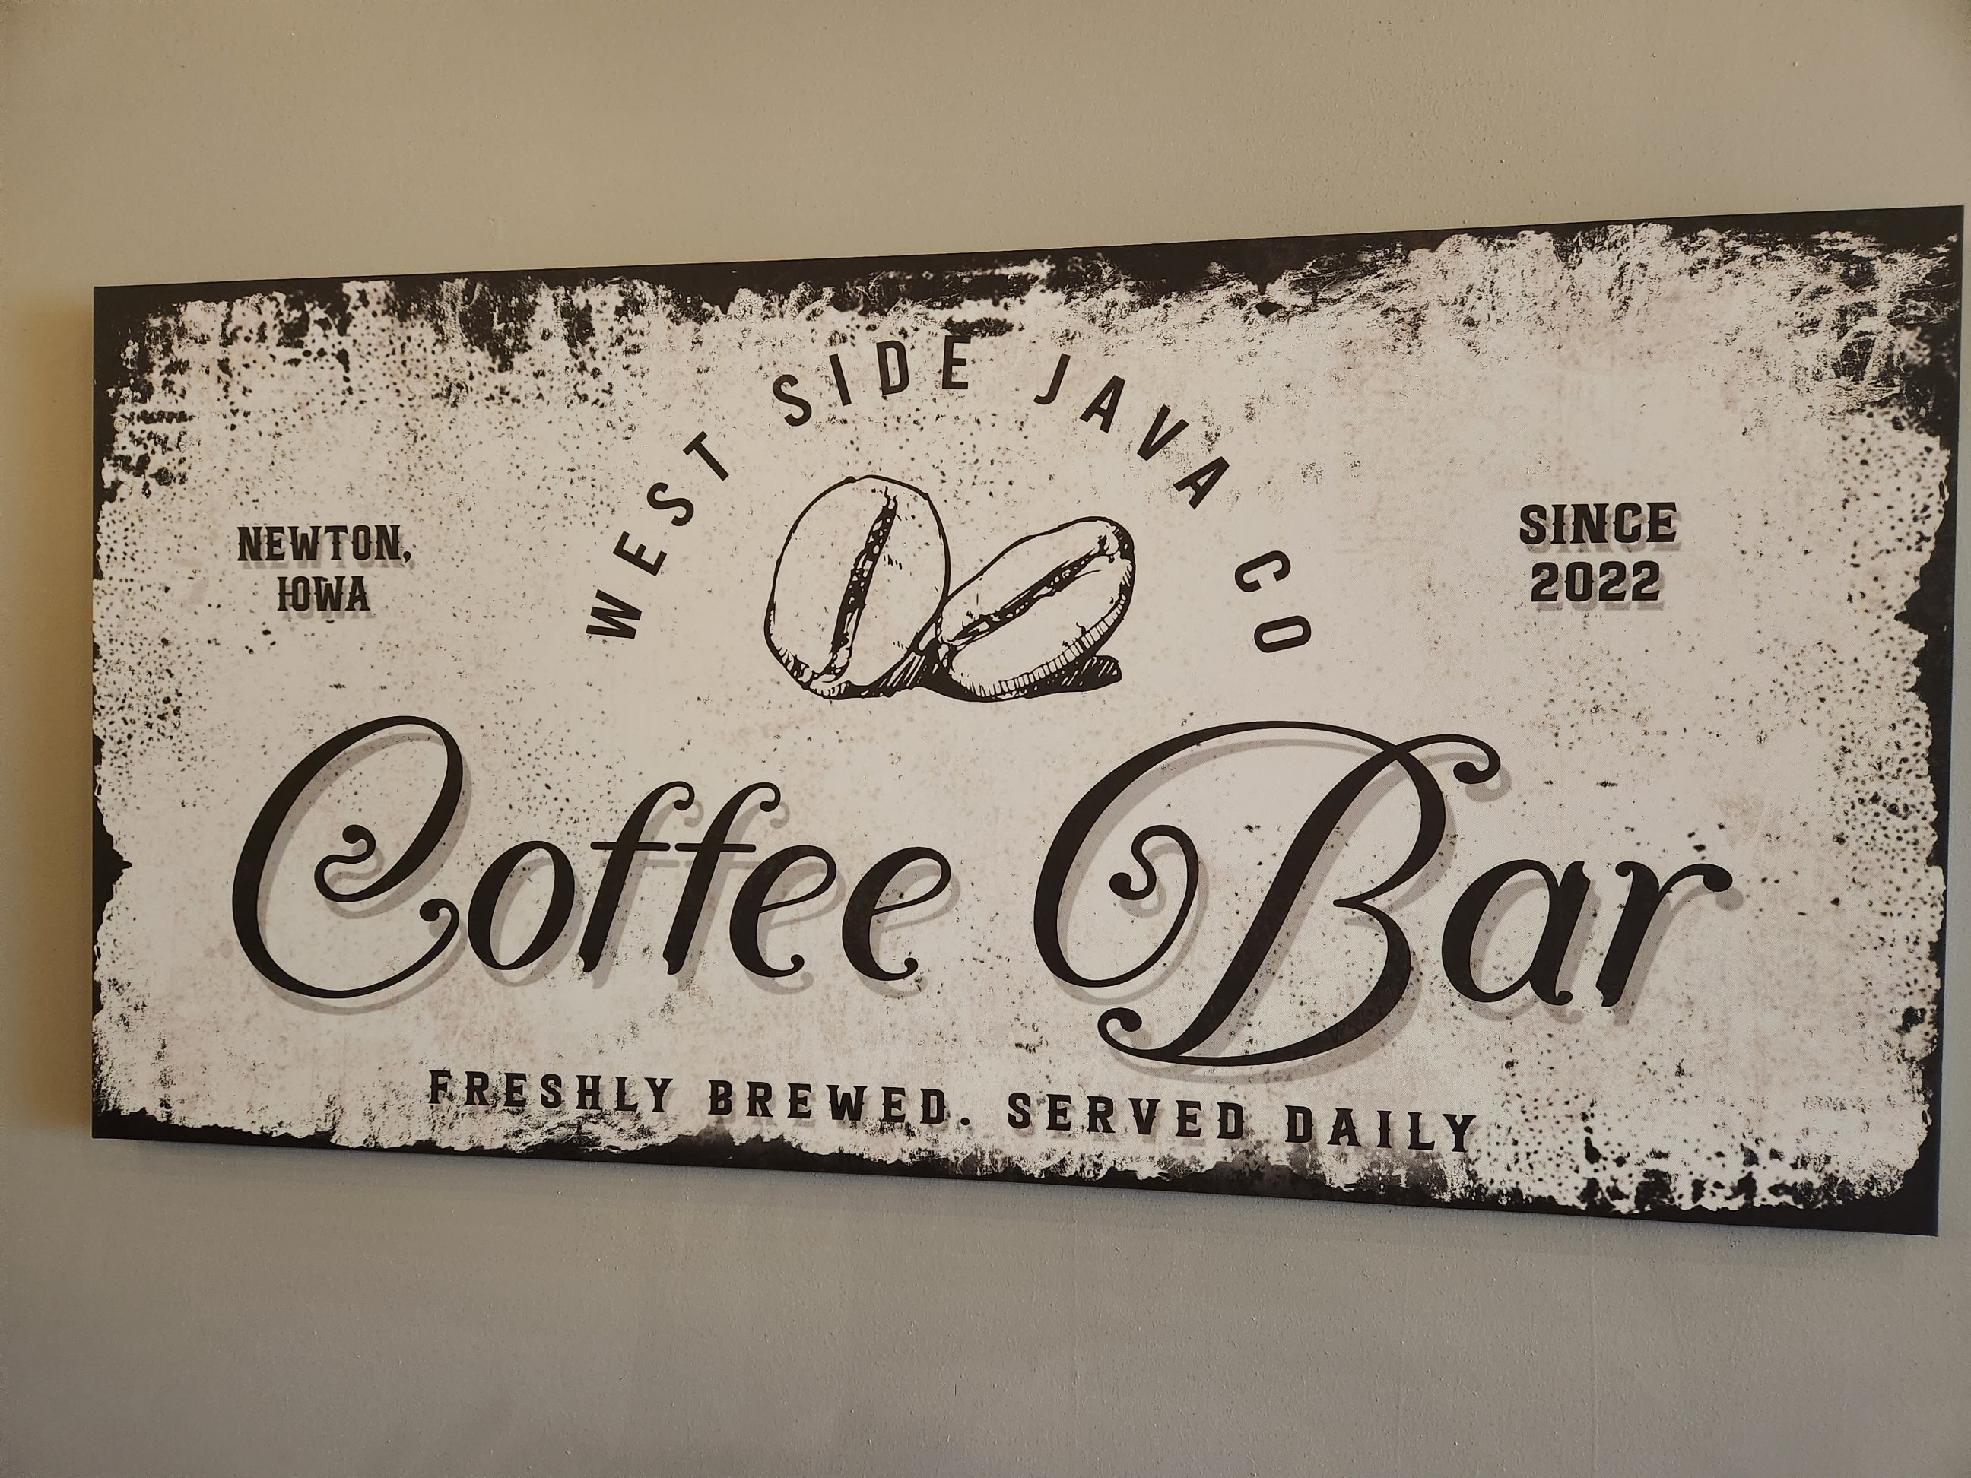 WEST SIDE JAVA CO
NEWTON,
IOWA
SINCE
2022
Coffee Bar
FRESHLY BREWED. SERVED DAILY